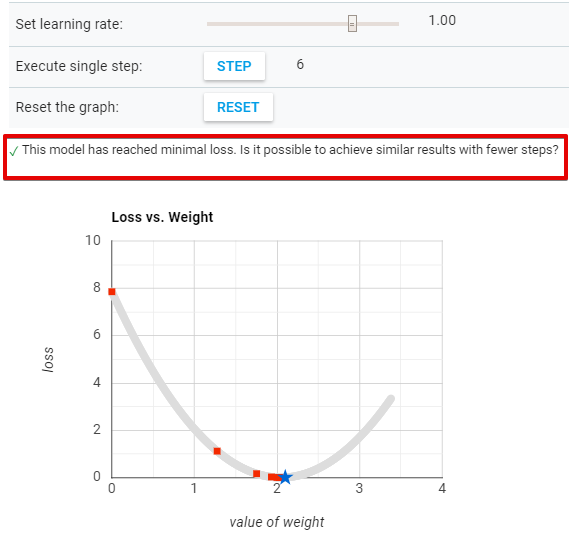 Set learning rate: 1.00
Execute single step: STEP 6
Reset the graph: RESET
✓ This model has reached minimal loss. Is it possible to achieve similar results with fewer steps?
Loss vs. Weight
10
8
6
4
2
0
loss
0 1 2 3 4
value of weight